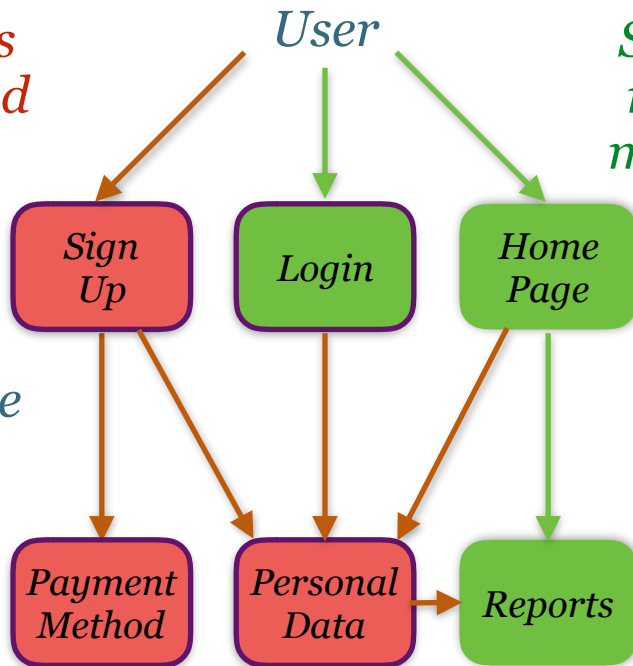 User
Sign
Up
Login
Home
Page
Payment
Method
Personal
Data
Reports